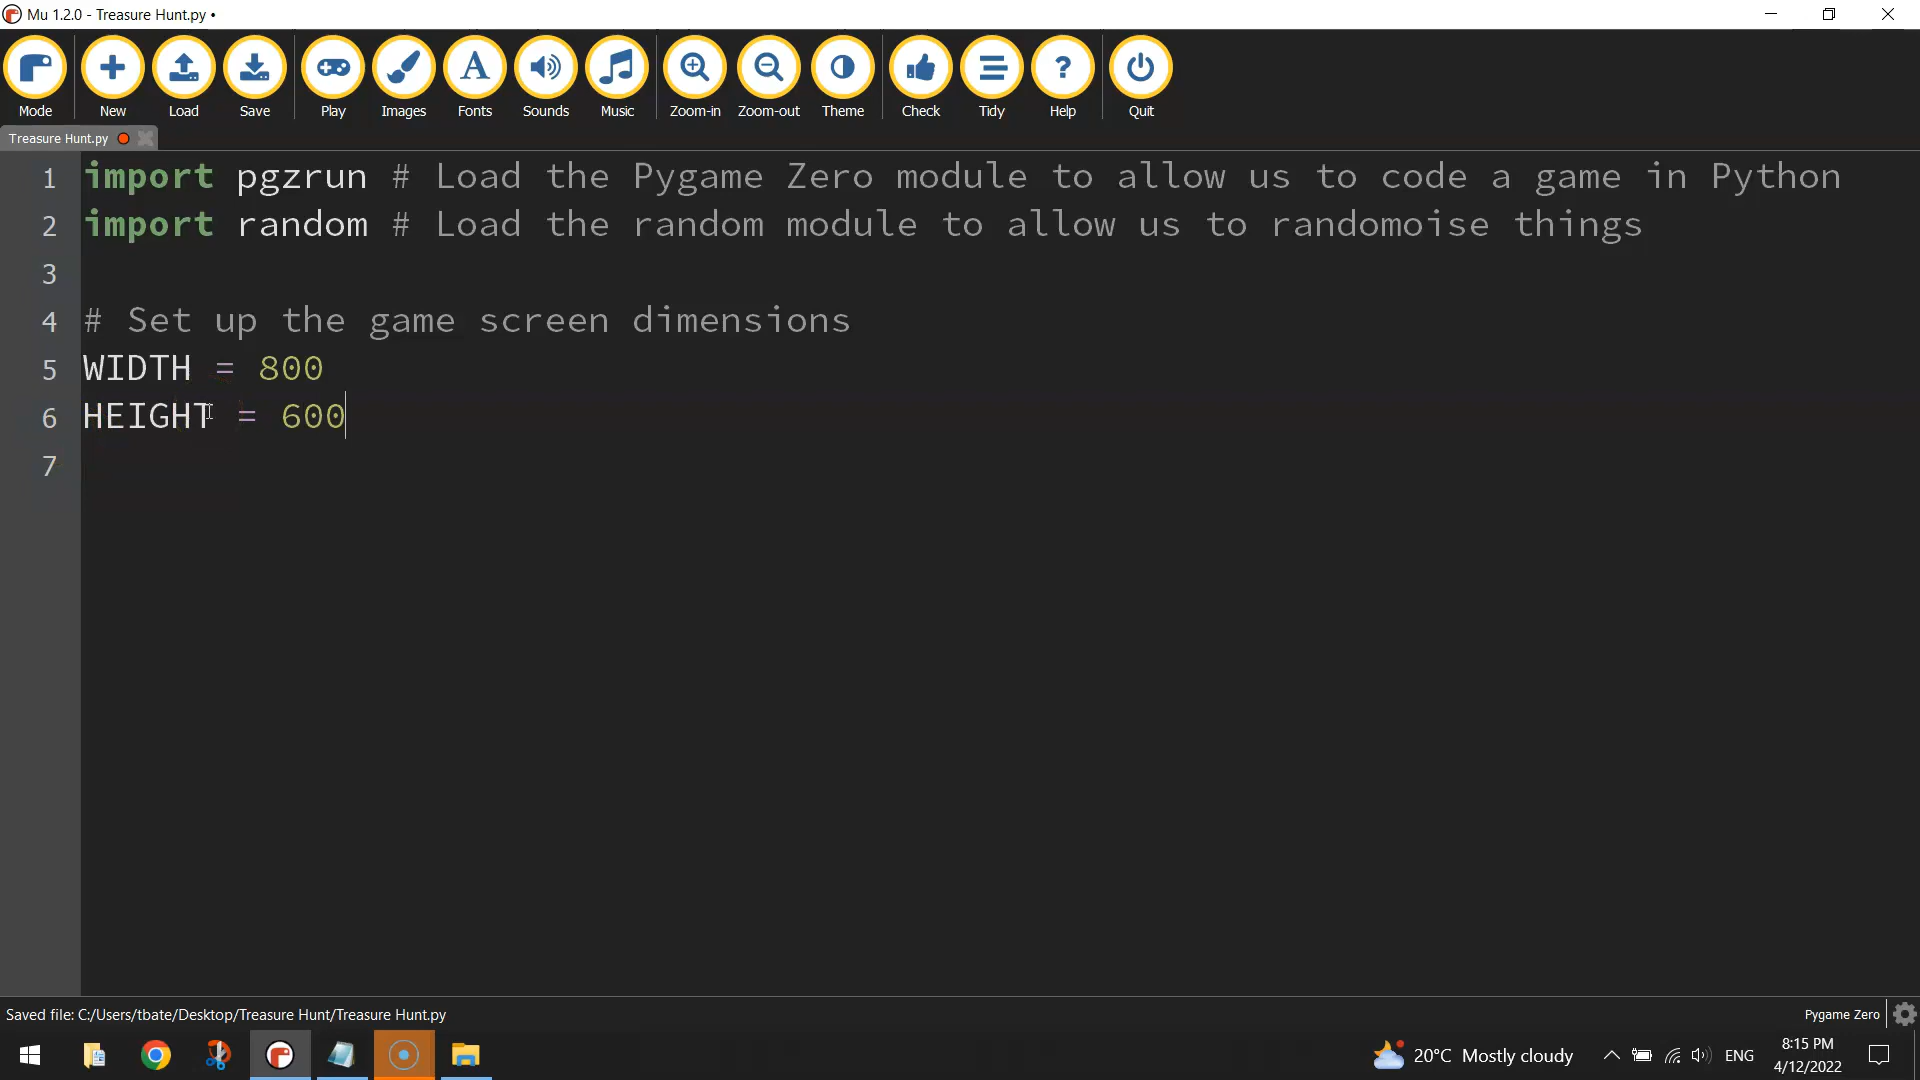 Mu 1.2.0 - Treasure Hunt.py •
Mode New Load Save Play Images Fonts Sounds Music Zoom-in Zoom-out Theme Check Tidy Help Quit
Treasure Hunt.py
1 import pgzrun # Load the Pygame Zero module to allow us to code a game in Python
2 import random # Load the random module to allow us to randomoise things
3
4 # Set up the game screen dimensions
5 WIDTH = 800
6 HEIGHT = 600
7
Saved file: C:/Users/tbate/Desktop/Treasure Hunt/Treasure Hunt.py
Pygame Zero
20°C Mostly cloudy
ENG
8:15 PM
4/12/2022